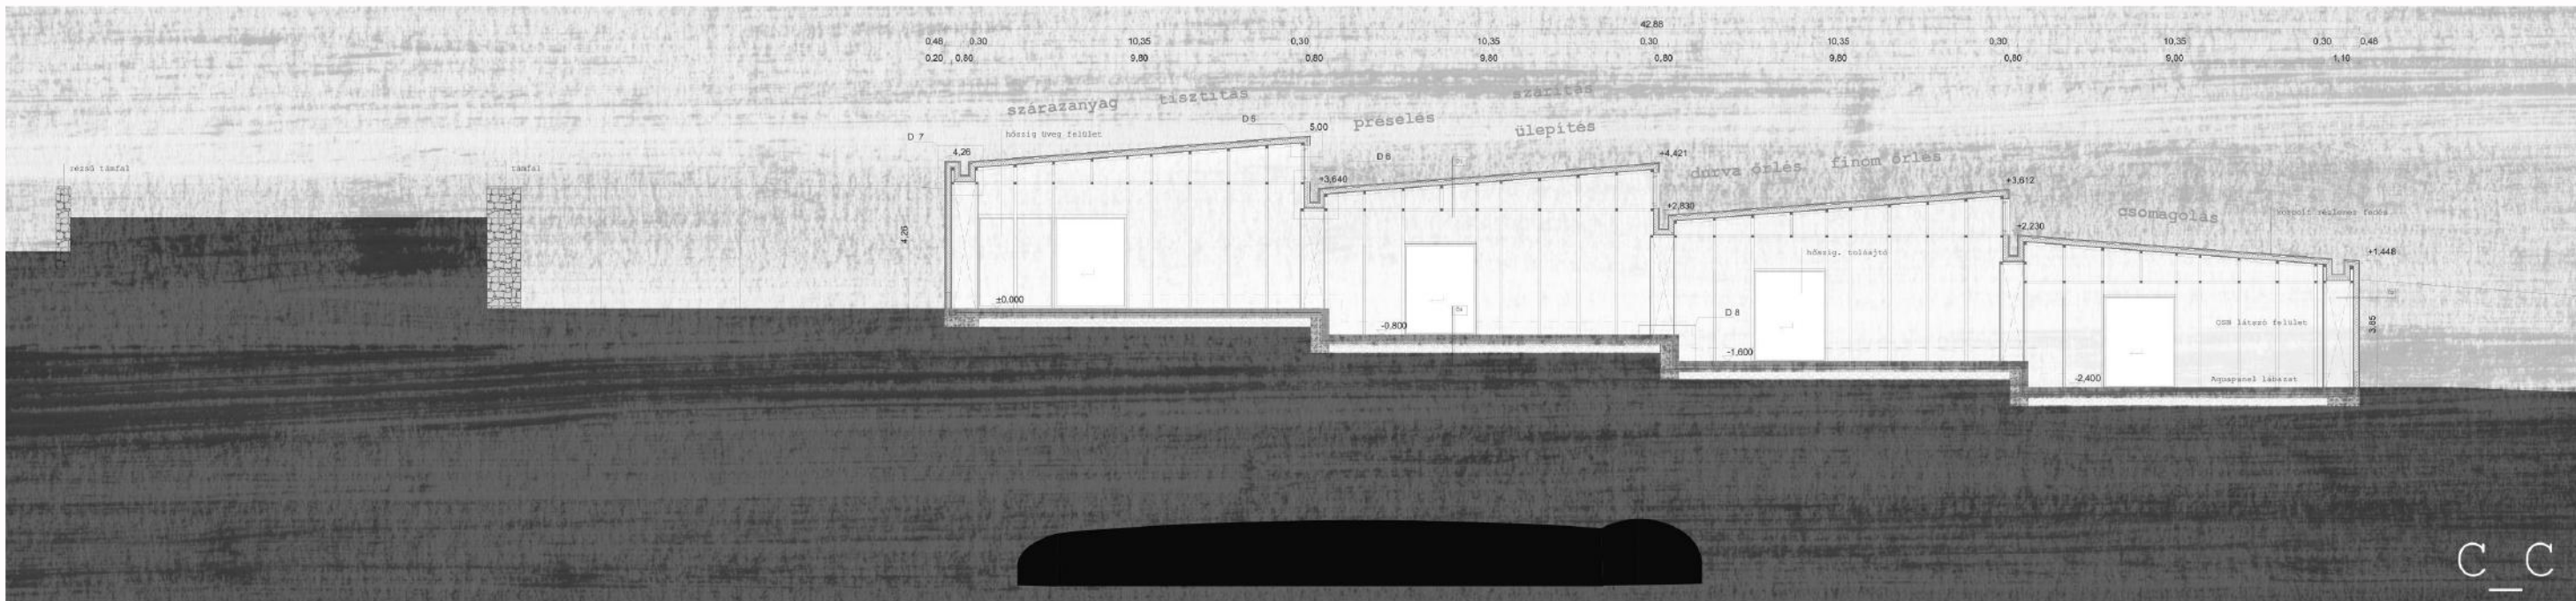 42.88
0,48 0,30 10,35 0,30 10,35 0,30 10,35 0,30 10,35 0,30 0,48
0.20 0,80 9,80 0,80 9,80 0,80 9,80 0,80 9,00 1,10
szárazanyag tisztítás szárítás
préselés ülepítés
D 7 hőszig üveg felület D5 5,00
4,26 D 6
+4,421
durva őrlés finom őrlés
rézsű támfal támfal
+3,640 +3,612
+2,830 csomagolás
+2,230
4,26
+1,448
hőszig. tolóajtó
±0.000
D 8
-0,800
OSB látszó felület
3,85
-1,600
-2,400 Aquapanel lábazat
C_C